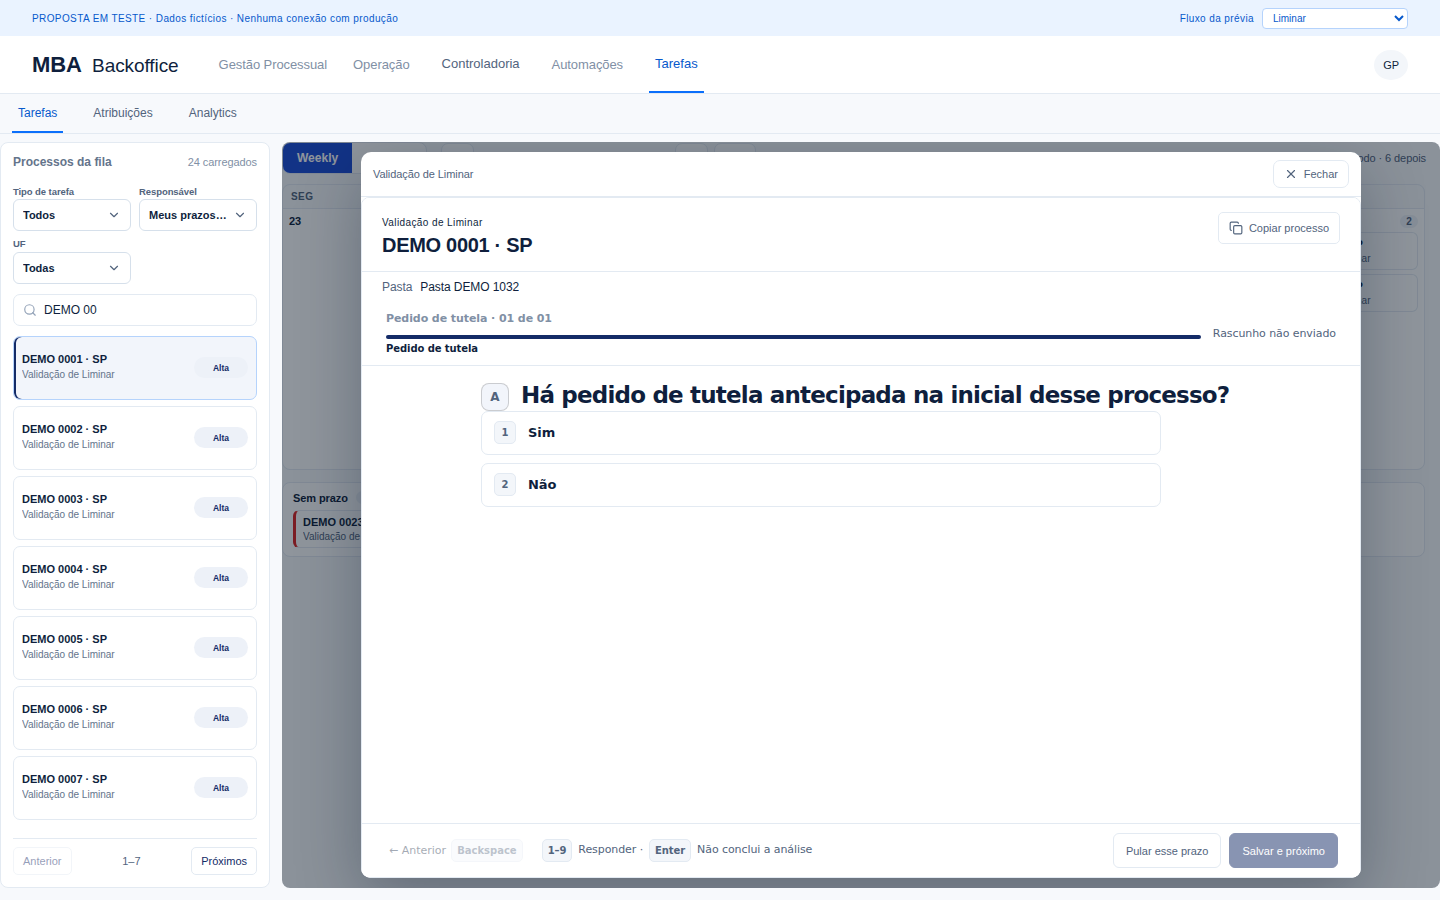 PROPOSTA EM TESTE · Dados fictícios · Nenhuma conexão com produção
Fluxo da prévia Liminar
MBA Backoffice
Gestão Processual
Operação
Controladoria
Automações
Tarefas
GP
Tarefas
Atribuições
Analytics
Processos da fila
24 carregados
Tipo de tarefa
Responsável
Todos
Meus prazos…
UF
Todas
DEMO 00
DEMO 0001 · SP
Validação de Liminar
Alta
DEMO 0002 · SP
Validação de Liminar
Alta
DEMO 0003 · SP
Validação de Liminar
Alta
DEMO 0004 · SP
Validação de Liminar
Alta
DEMO 0005 · SP
Validação de Liminar
Alta
DEMO 0006 · SP
Validação de Liminar
Alta
DEMO 0007 · SP
Validação de Liminar
Alta
Anterior
1–7
Próximos
Weekly
· 6 depois
SEG
23
2
ar
ar
Sem prazo
DEMO 0023
Validação de
Validação de Liminar
Fechar
Validação de Liminar
DEMO 0001 · SP
Copiar processo
Pasta Pasta DEMO 1032
Pedido de tutela · 01 de 01
Rascunho não enviado
Pedido de tutela
A Há pedido de tutela antecipada na inicial desse processo?
1 Sim
2 Não
← Anterior Backspace
1–9 Responder · Enter Não conclui a análise
Pular esse prazo
Salvar e próximo